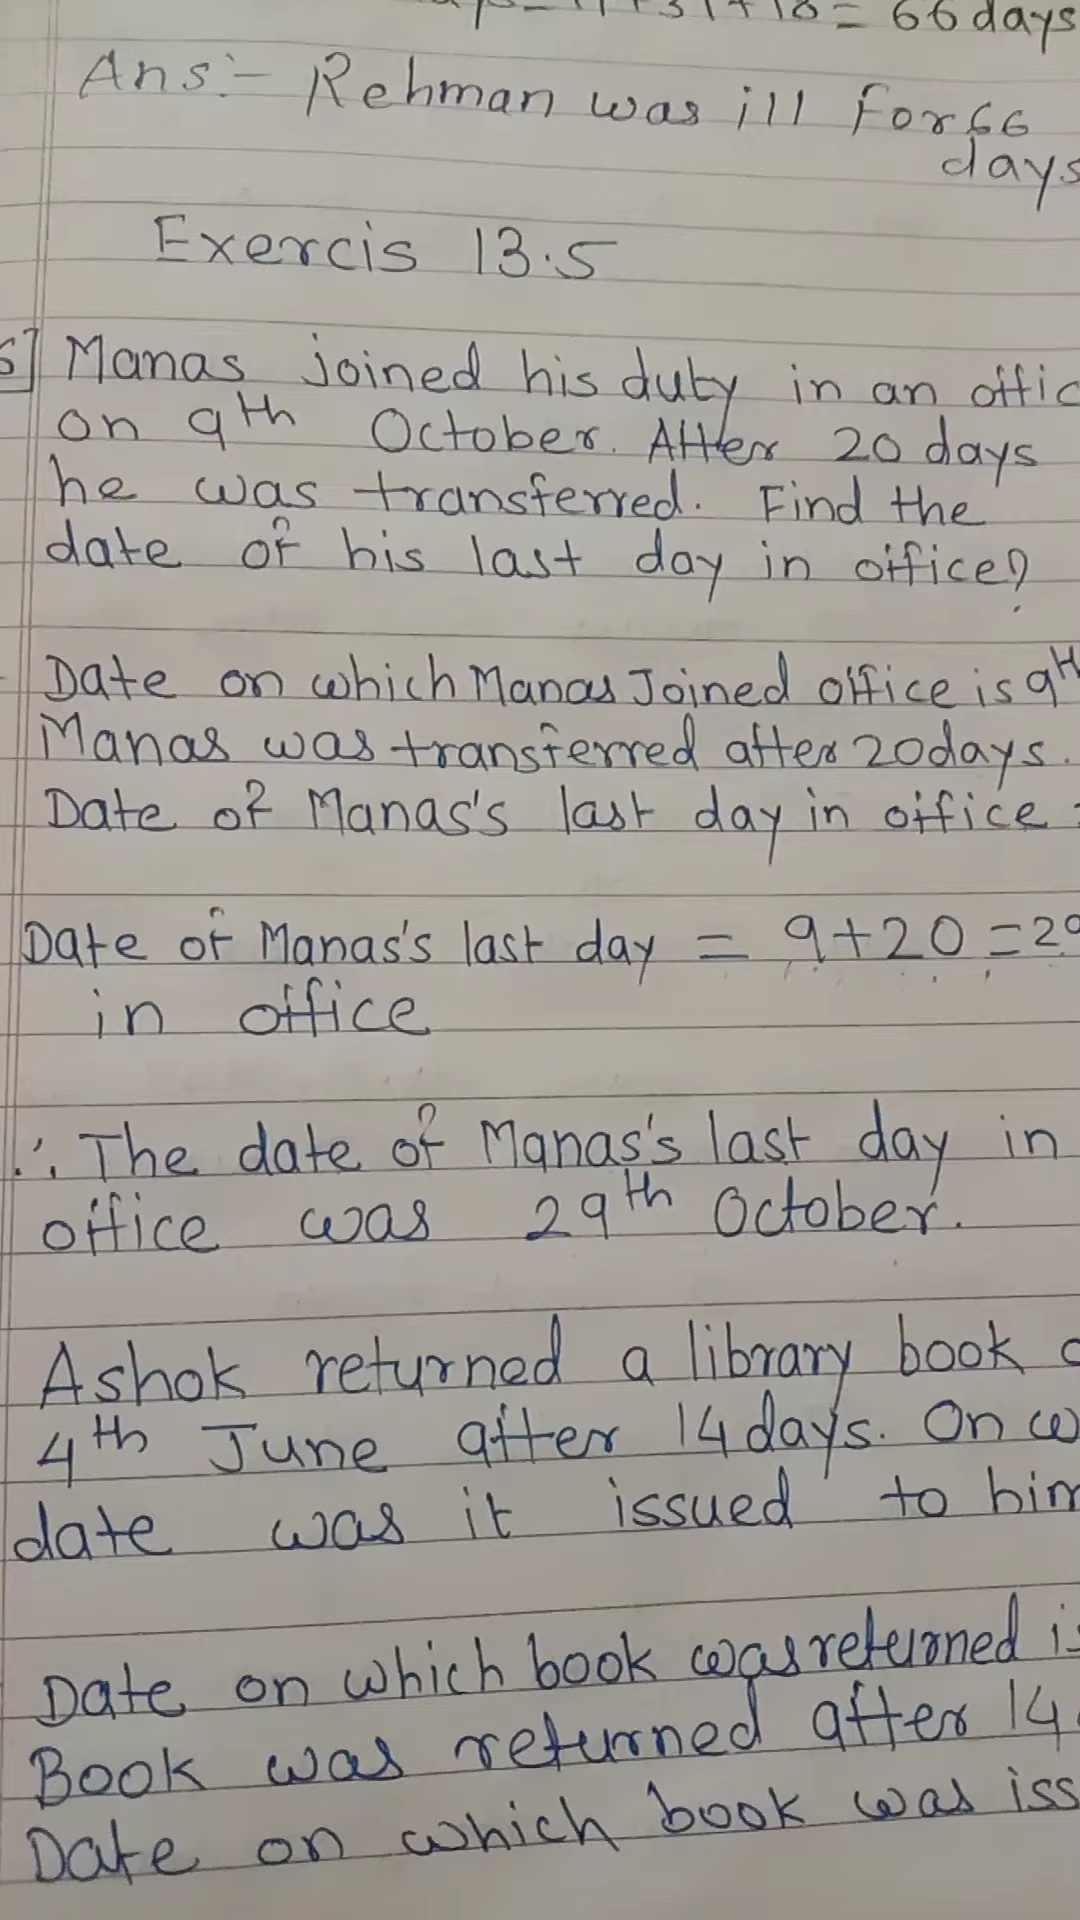 = 66 days
Ans:- Rehman was ill For 66
days
Exercis 13.5
Manas joined his duty in an offic
on 9th October. After 20 days
he was transferred. Find the
date of his last day in office?
Date on which Manas Joined office is 9th
Manas was transferred after 20 days.
Date of Manas's last day in office
Date of Manas's last day = 9+20 = 29
in office
∴ The date of Manas's last day in
office was 29th October.
Ashok returned a library book
4th June after 14 days. On w
date was it issued to him
Date on which book was returned is
Book was returned after 14
Date on which book was iss